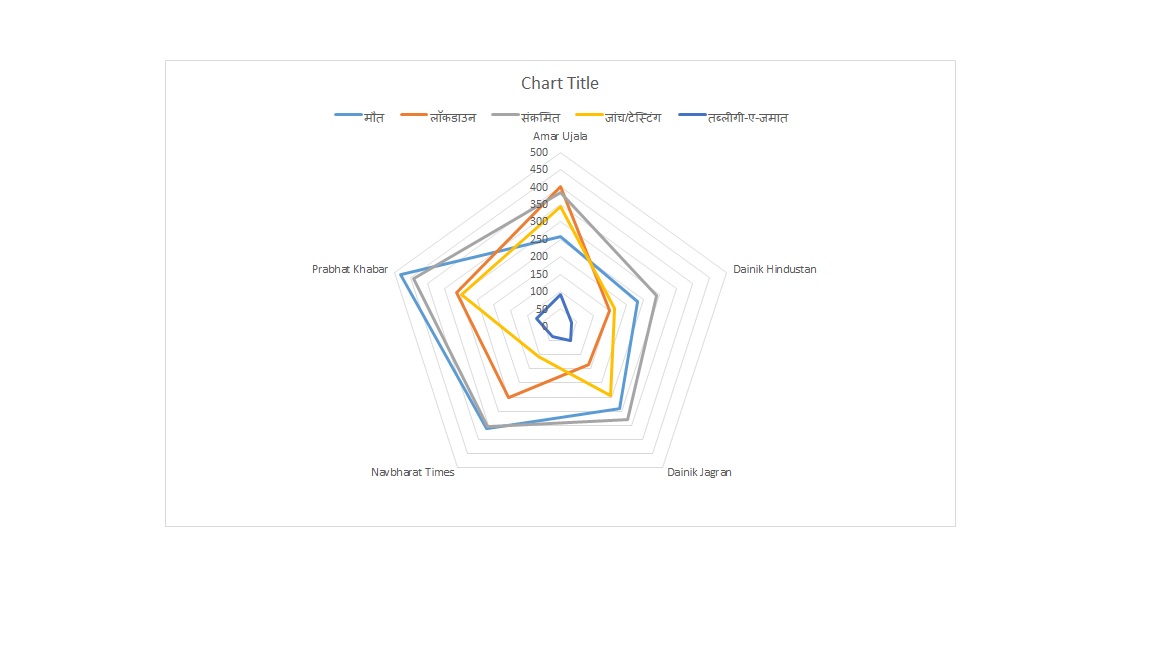 Chart Title
मौत लॉकडाउन संक्रमित जांच/टेस्टिंग तब्लीगी-ए-जमात
Amar Ujala
500
450
400
350
300
250
200
150
100
50
0
Prabhat Khabar
Dainik Hindustan
Navbharat Times
Dainik Jagran